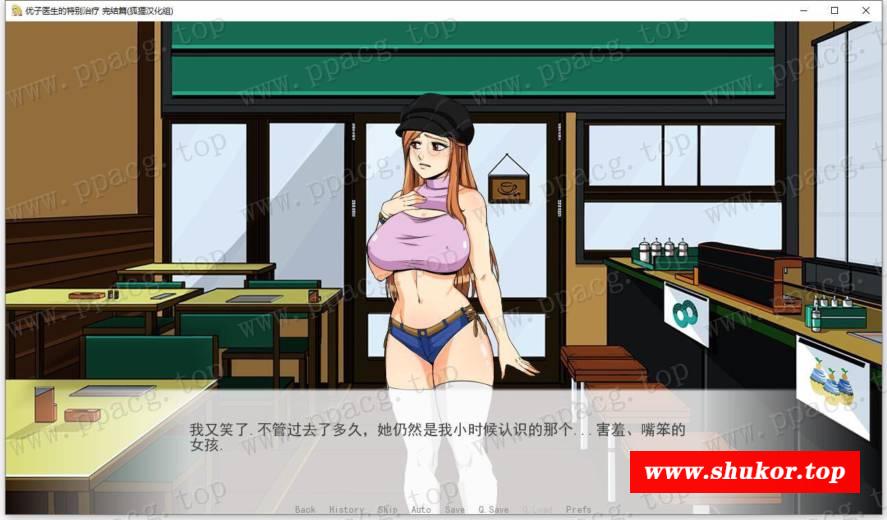 优子医生的特别治疗 完结篇(狐狸汉化组)
www.ppacg.top
我又笑了.不管过去了多久，她仍然是我小时候认识的那个...害羞、嘴笨的
女孩.
www.shukor.top
Back History Skip Auto Save Q.Save Q.Load Prefs